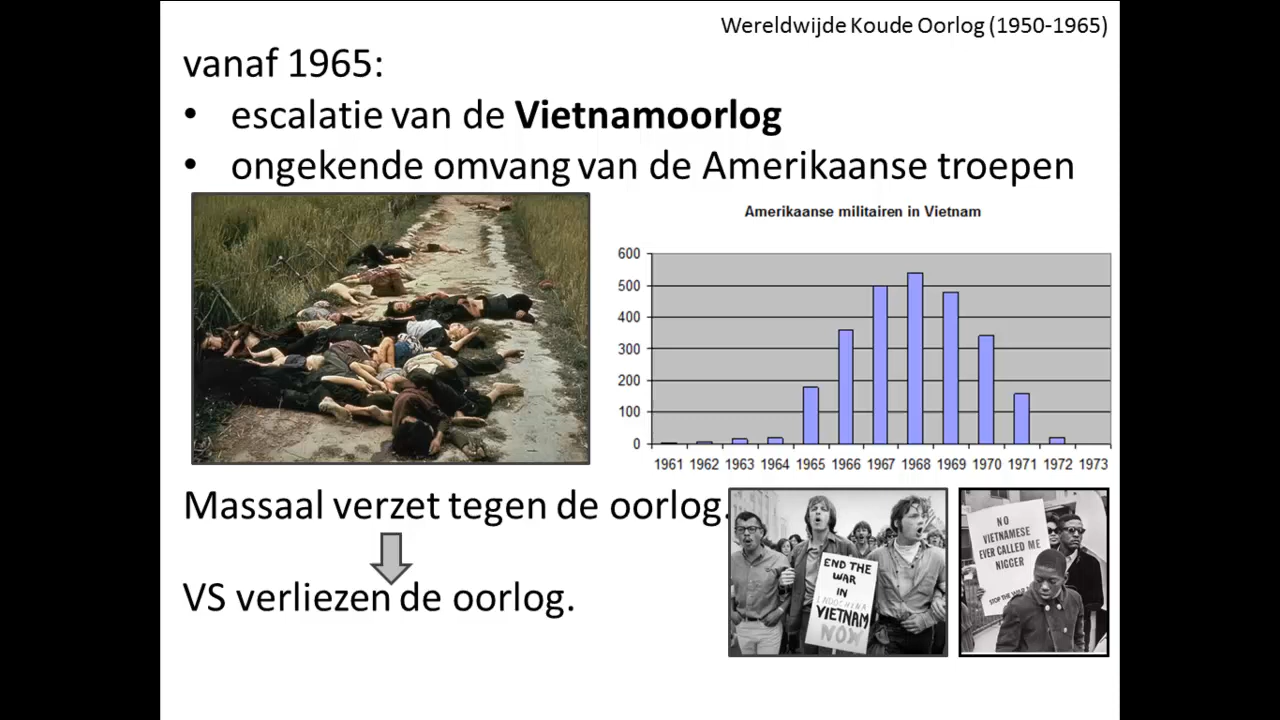 Wereldwijde Koude Oorlog (1950-1965)
vanaf 1965:
• escalatie van de Vietnamoorlog
• ongekende omvang van de Amerikaanse troepen
Amerikaanse militairen in Vietnam
600
500
400
300
200
100
0
1961 1962 1963 1964 1965 1966 1967 1968 1969 1970 1971 1972 1973
Massaal verzet tegen de oorlog.
VS verliezen de oorlog.
END THE
WAR
IN
INDOCHINA
VIETNAM
NOW
NO
VIETNAMESE
EVER CALLED ME
NIGGER
STOP THE WAR